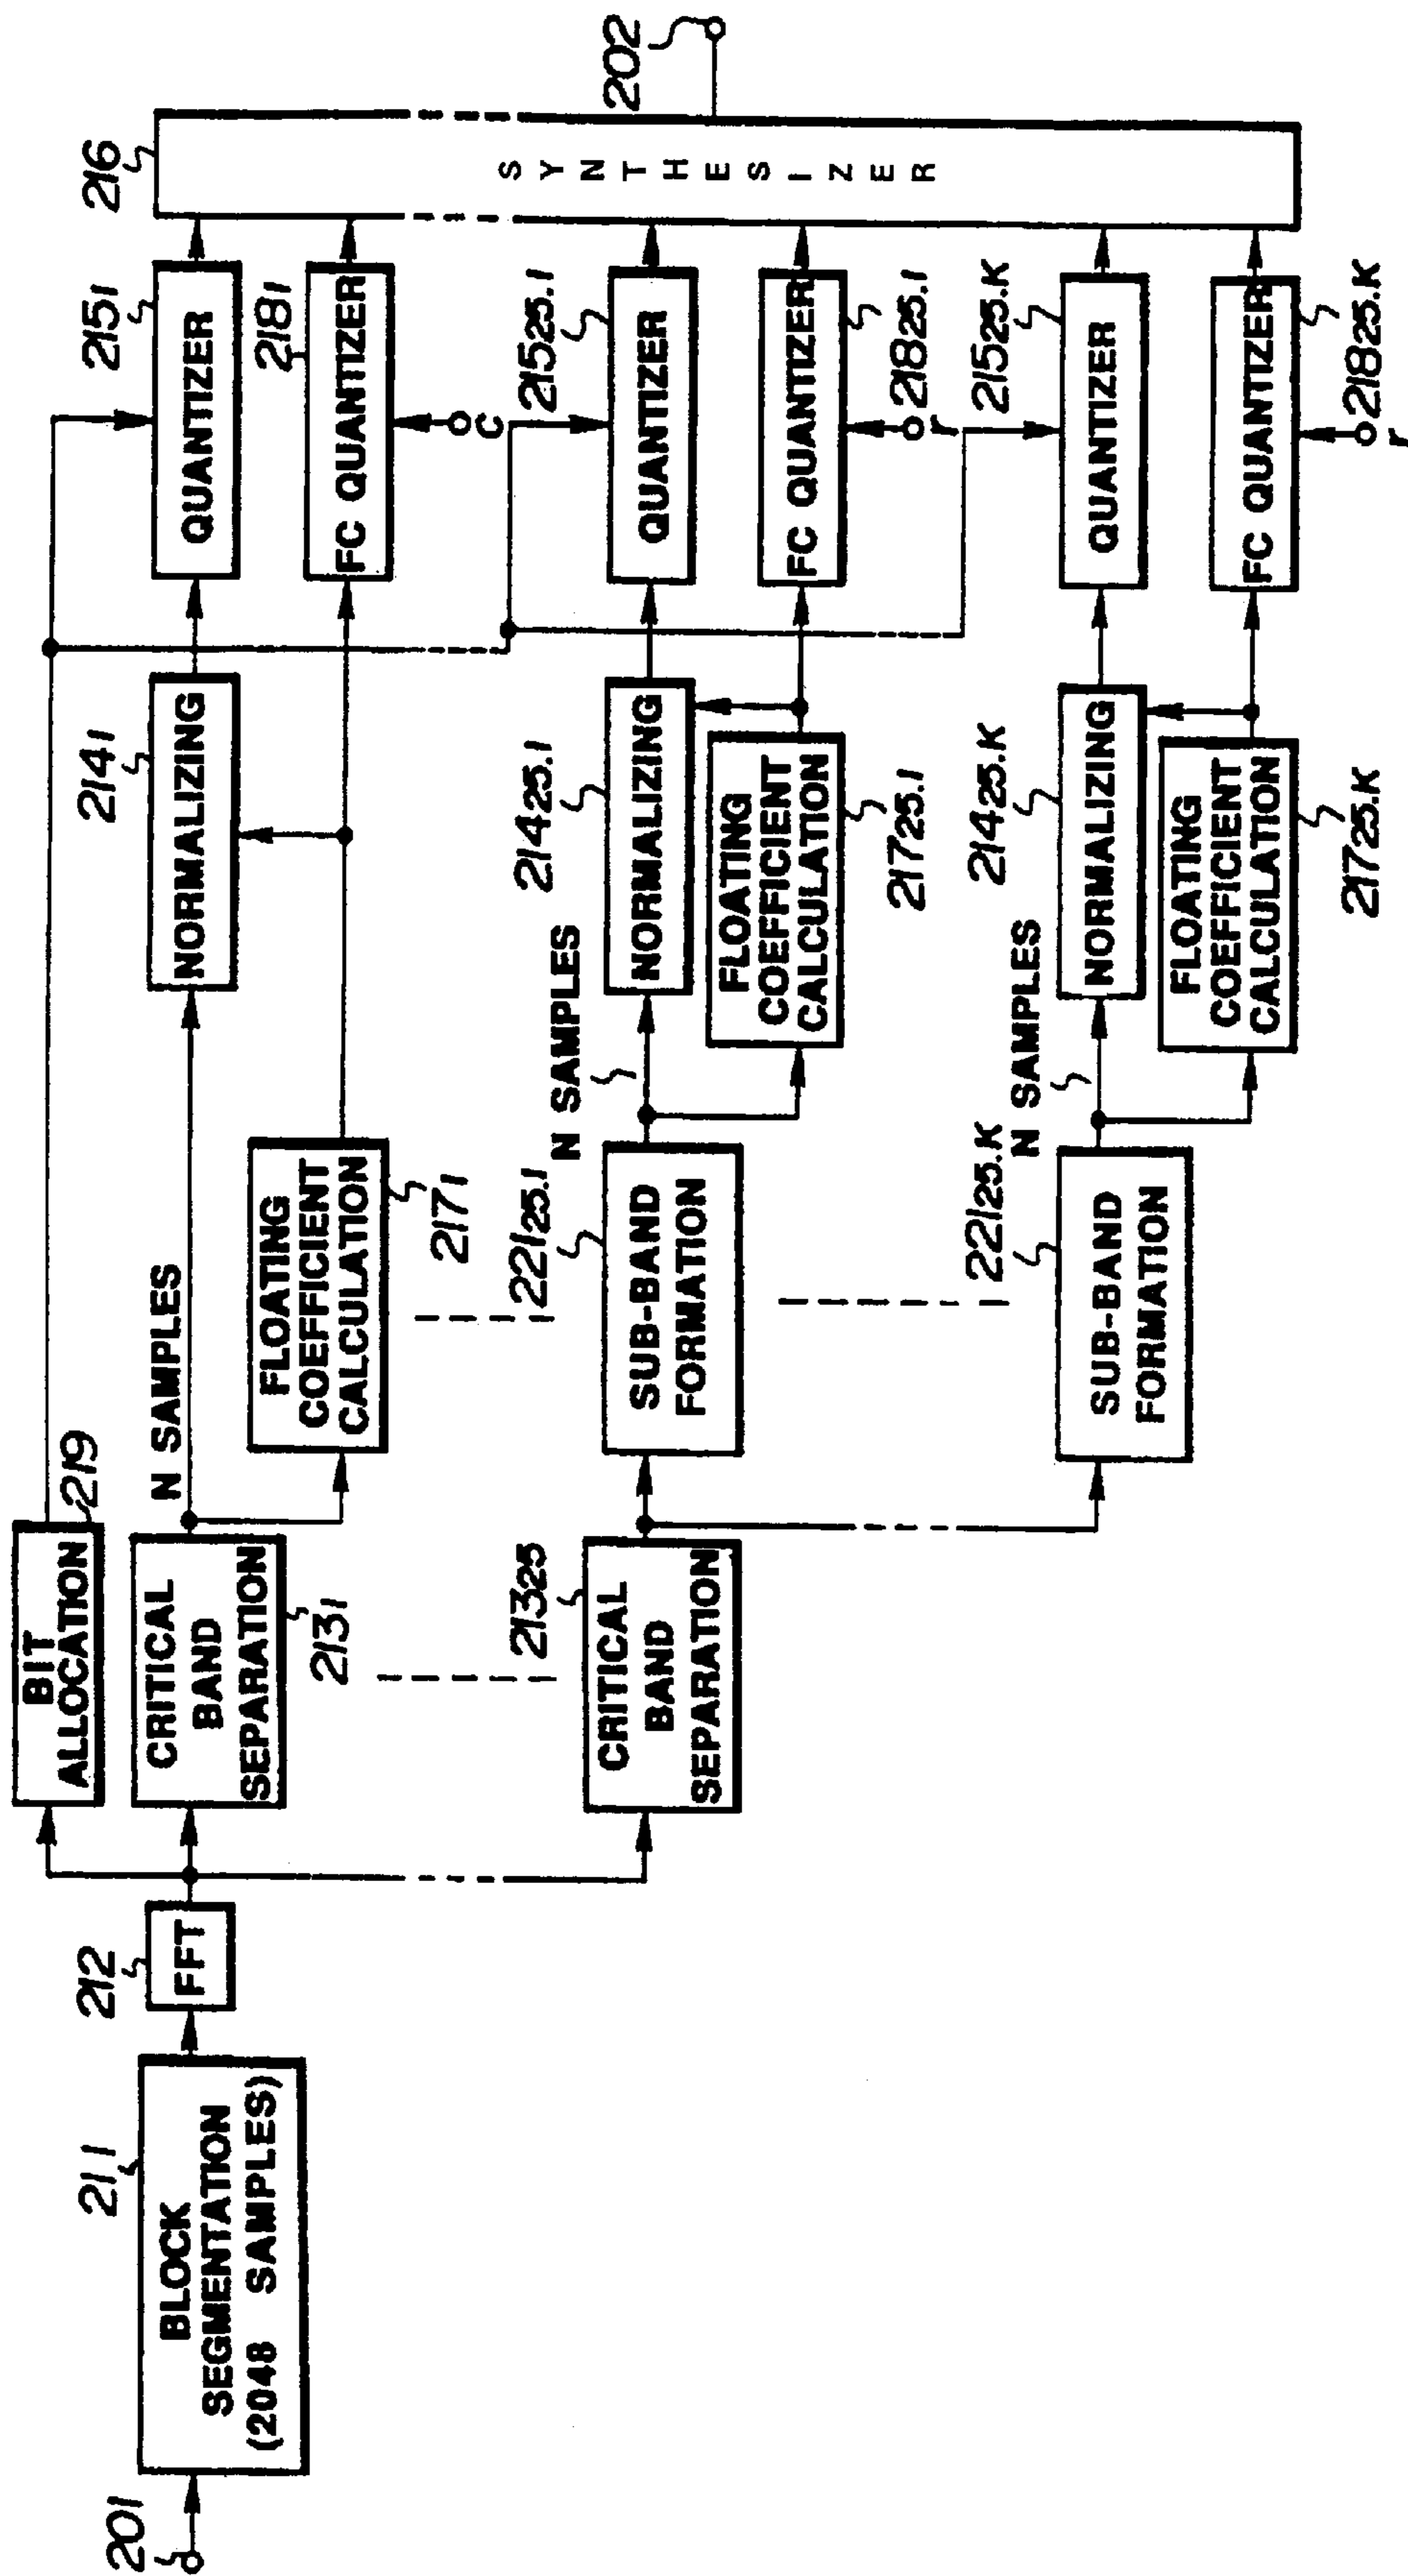 201
211
BLOCK
SEGMENTATION
(2048 SAMPLES)
212
FFT
BIT
ALLOCATION
219
CRITICAL
BAND
SEPARATION
2131
N SAMPLES
FLOATING
COEFFICIENT
CALCULATION
2171
2141
NORMALIZING
2151
QUANTIZER
2181
FC QUANTIZER
C
216
SYNTHESIZER
202
21325
CRITICAL
BAND
SEPARATION
22125.1
SUB-BAND
FORMATION
N SAMPLES
21425.1
NORMALIZING
FLOATING
COEFFICIENT
CALCULATION
21725.1
21525.1
QUANTIZER
FC QUANTIZER
21825.1
r
22125.K
SUB-BAND
FORMATION
N SAMPLES
21425.K
NORMALIZING
FLOATING
COEFFICIENT
CALCULATION
21725.K
21525.K
QUANTIZER
FC QUANTIZER
21825.K
r